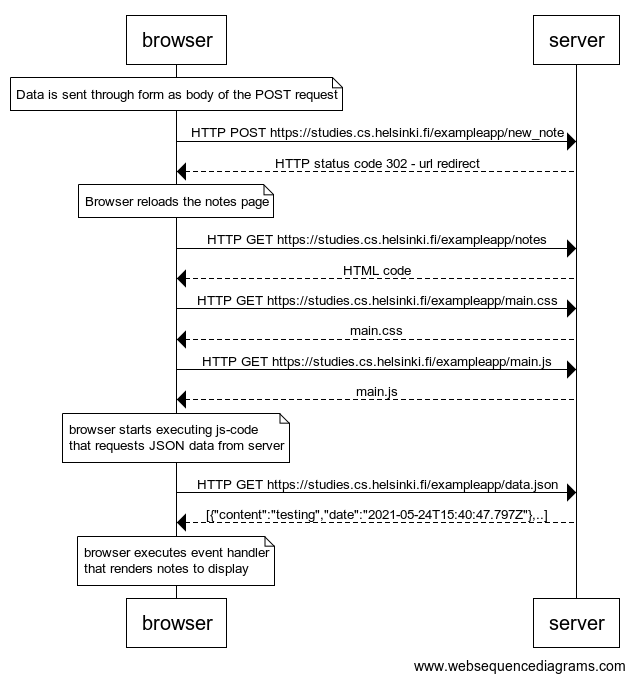 browser server
Data is sent through form as body of the POST request
HTTP POST https://studies.cs.helsinki.fi/exampleapp/new_note
HTTP status code 302 - url redirect
Browser reloads the notes page
HTTP GET https://studies.cs.helsinki.fi/exampleapp/notes
HTML code
HTTP GET https://studies.cs.helsinki.fi/exampleapp/main.css
main.css
HTTP GET https://studies.cs.helsinki.fi/exampleapp/main.js
main.js
browser starts executing js-code
that requests JSON data from server
HTTP GET https://studies.cs.helsinki.fi/exampleapp/data.json
[{"content":"testing","date":"2021-05-24T15:40:47.797Z"},...]
browser executes event handler
that renders notes to display
browser server
www.websequencediagrams.com